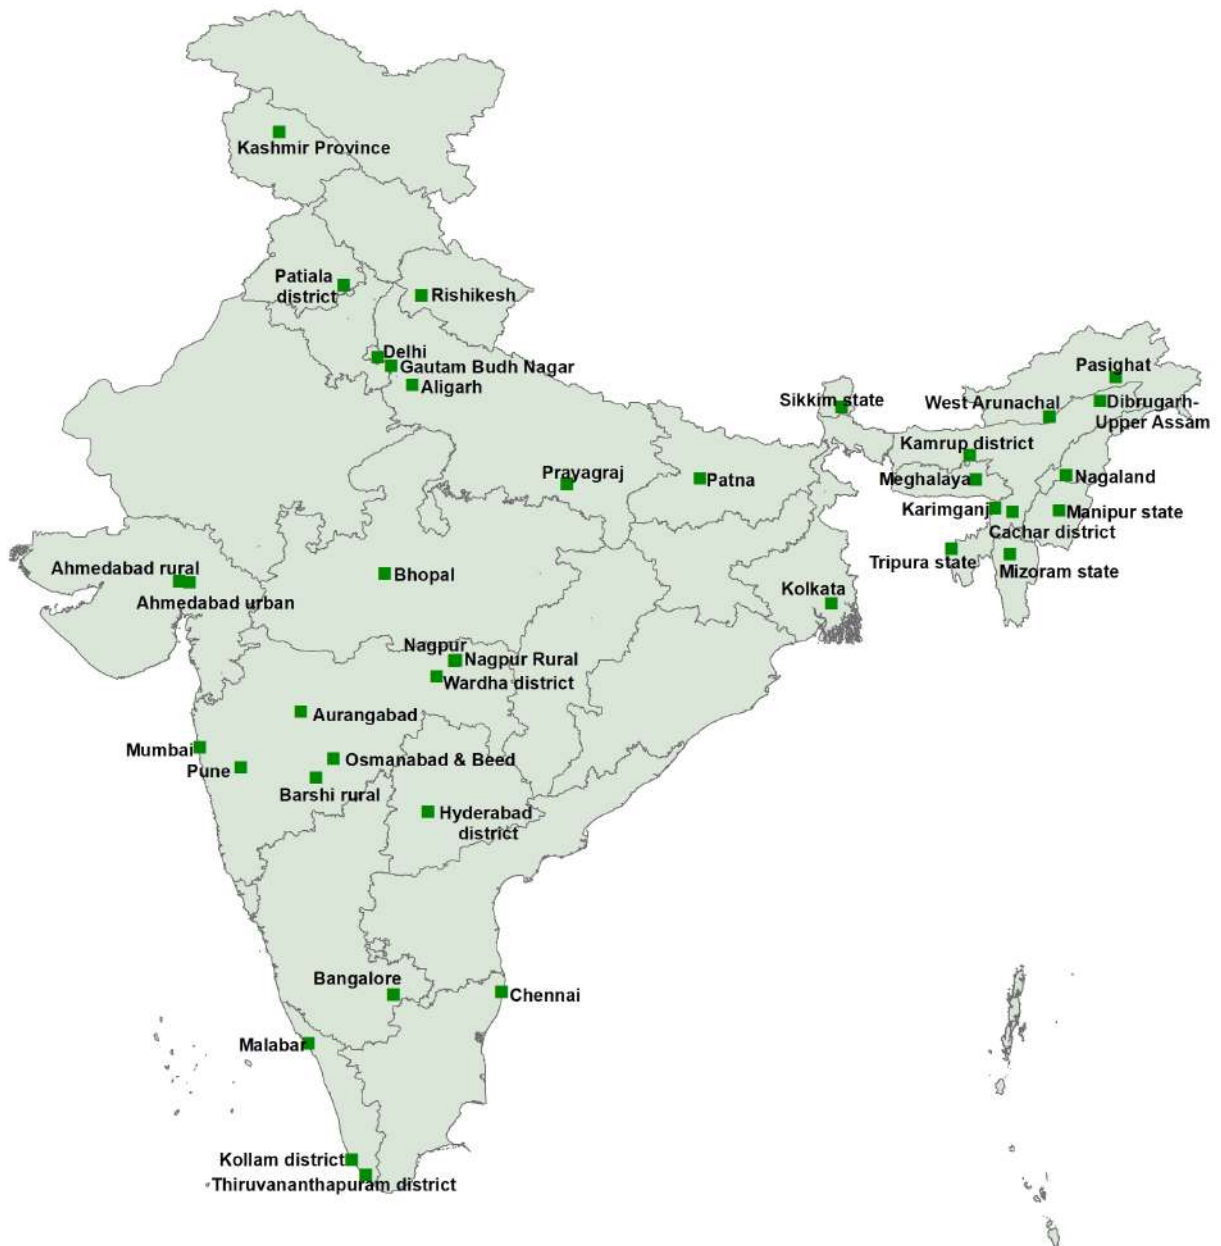 Kashmir Province
Patiala
district
Rishikesh
Delhi
Gautam Budh Nagar
Aligarh
Pasighat
Sikkim state
West Arunachal
Dibrugarh-
Upper Assam
Kamrup district
Prayagraj
Patna
Meghalaya
Nagaland
Karimganj
Manipur state
Cachar district
Tripura state
Mizoram state
Ahmedabad rural
Ahmedabad urban
Bhopal
Kolkata
Nagpur
Nagpur Rural
Wardha district
Aurangabad
Mumbai
Osmanabad & Beed
Pune
Barshi rural
Hyderabad
district
Bangalore
Chennai
Malabar
Kollam district
Thiruvananthapuram district